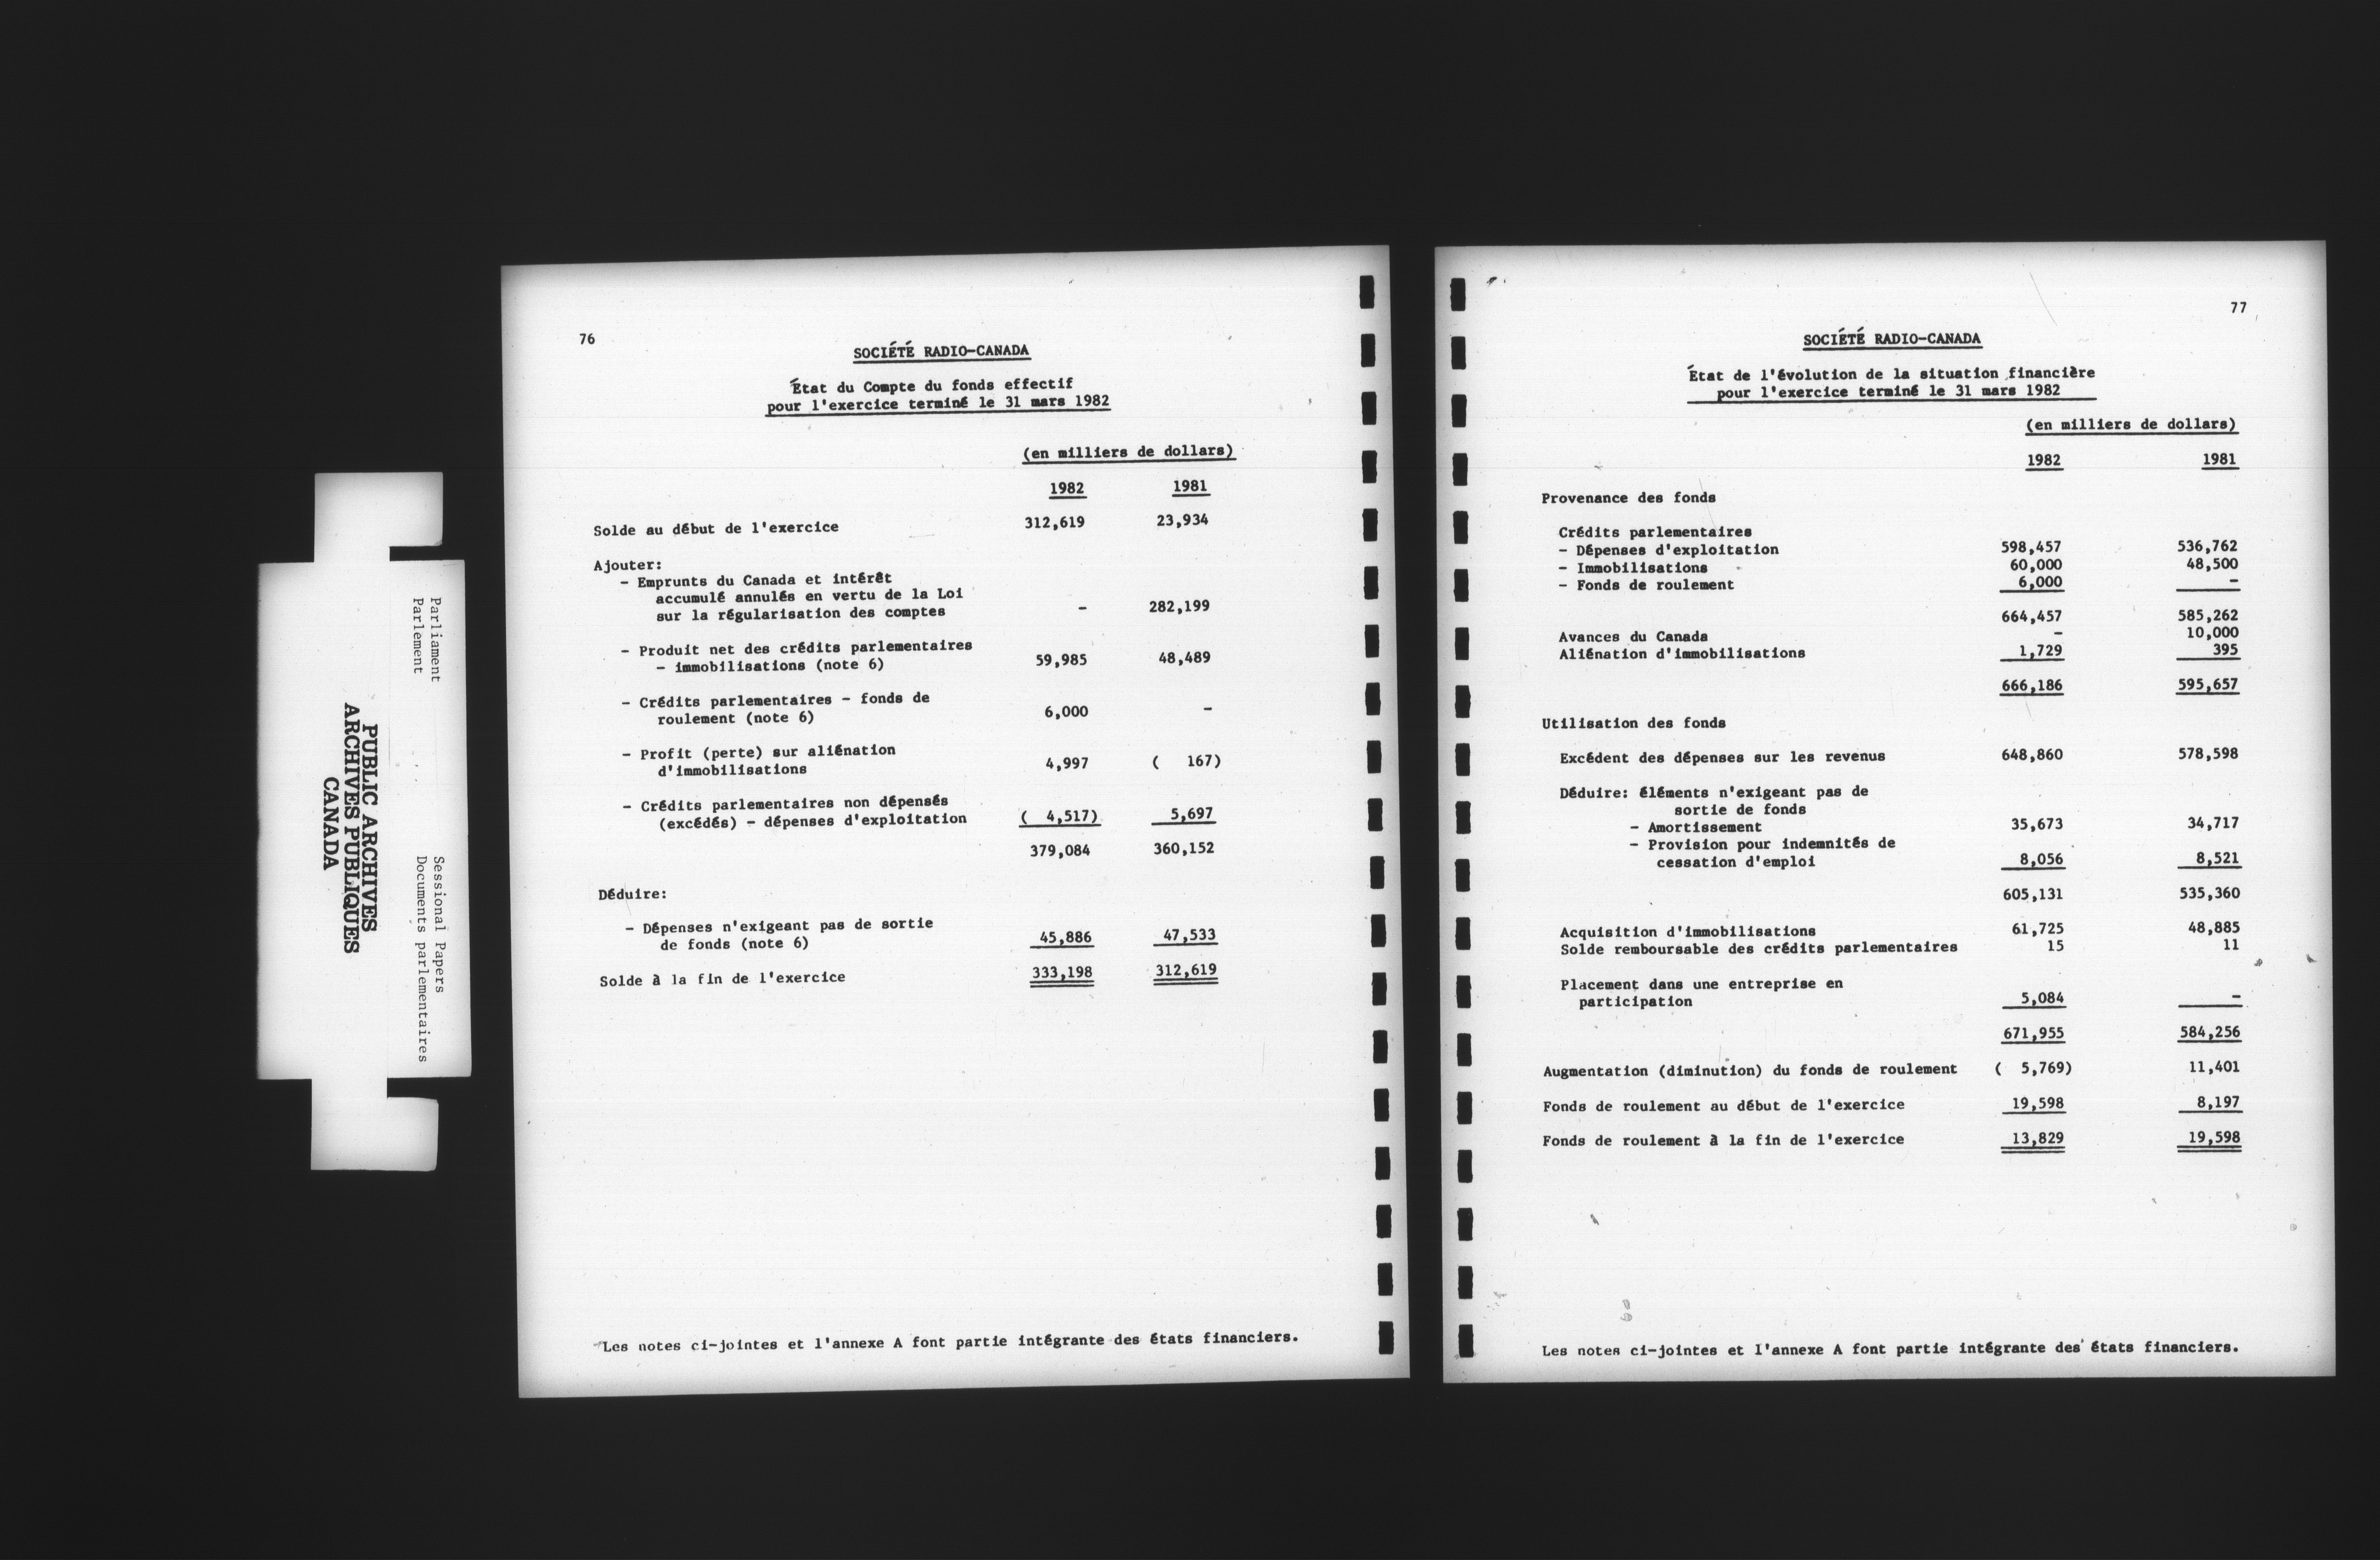 Parliament
Parlement
Sessional Papers
Documents parlementaires
PUBLIC ARCHIVES
ARCHIVES PUBLIQUES
CANADA
76
SOCIÉTÉ RADIO-CANADA
État du Compte du fonds effectif
pour l'exercice terminé le 31 mars 1982
(en milliers de dollars)
1982 1981
Solde au début de l'exercice 312,619 23,934
Ajouter:
- Emprunts du Canada et intérêt
accumulé annulés en vertu de la Loi
sur la régularisation des comptes - 282,199
- Produit net des crédits parlementaires
- immobilisations (note 6) 59,985 48,489
- Crédits parlementaires - fonds de
roulement (note 6) 6,000 -
- Profit (perte) sur aliénation
d'immobilisations 4,997 ( 167)
- Crédits parlementaires non dépensés
(excédés) - dépenses d'exploitation ( 4,517) 5,697
379,084 360,152
Déduire:
- Dépenses n'exigeant pas de sortie
de fonds (note 6) 45,886 47,533
Solde à la fin de l'exercice 333,198 312,619
Les notes ci-jointes et l'annexe A font partie intégrante des états financiers.
77
SOCIÉTÉ RADIO-CANADA
État de l'évolution de la situation financière
pour l'exercice terminé le 31 mars 1982
(en milliers de dollars)
1982 1981
Provenance des fonds
Crédits parlementaires
- Dépenses d'exploitation 598,457 536,762
- Immobilisations 60,000 48,500
- Fonds de roulement 6,000 -
664,457 585,262
Avances du Canada - 10,000
Aliénation d'immobilisations 1,729 395
666,186 595,657
Utilisation des fonds
Excédent des dépenses sur les revenus 648,860 578,598
Déduire: éléments n'exigeant pas de
sortie de fonds
- Amortissement 35,673 34,717
- Provision pour indemnités de
cessation d'emploi 8,056 8,521
605,131 535,360
Acquisition d'immobilisations 61,725 48,885
Solde remboursable des crédits parlementaires 15 11
Placement dans une entreprise en
participation 5,084 -
671,955 584,256
Augmentation (diminution) du fonds de roulement ( 5,769) 11,401
Fonds de roulement au début de l'exercice 19,598 8,197
Fonds de roulement à la fin de l'exercice 13,829 19,598
Les notes ci-jointes et l'annexe A font partie intégrante des états financiers.